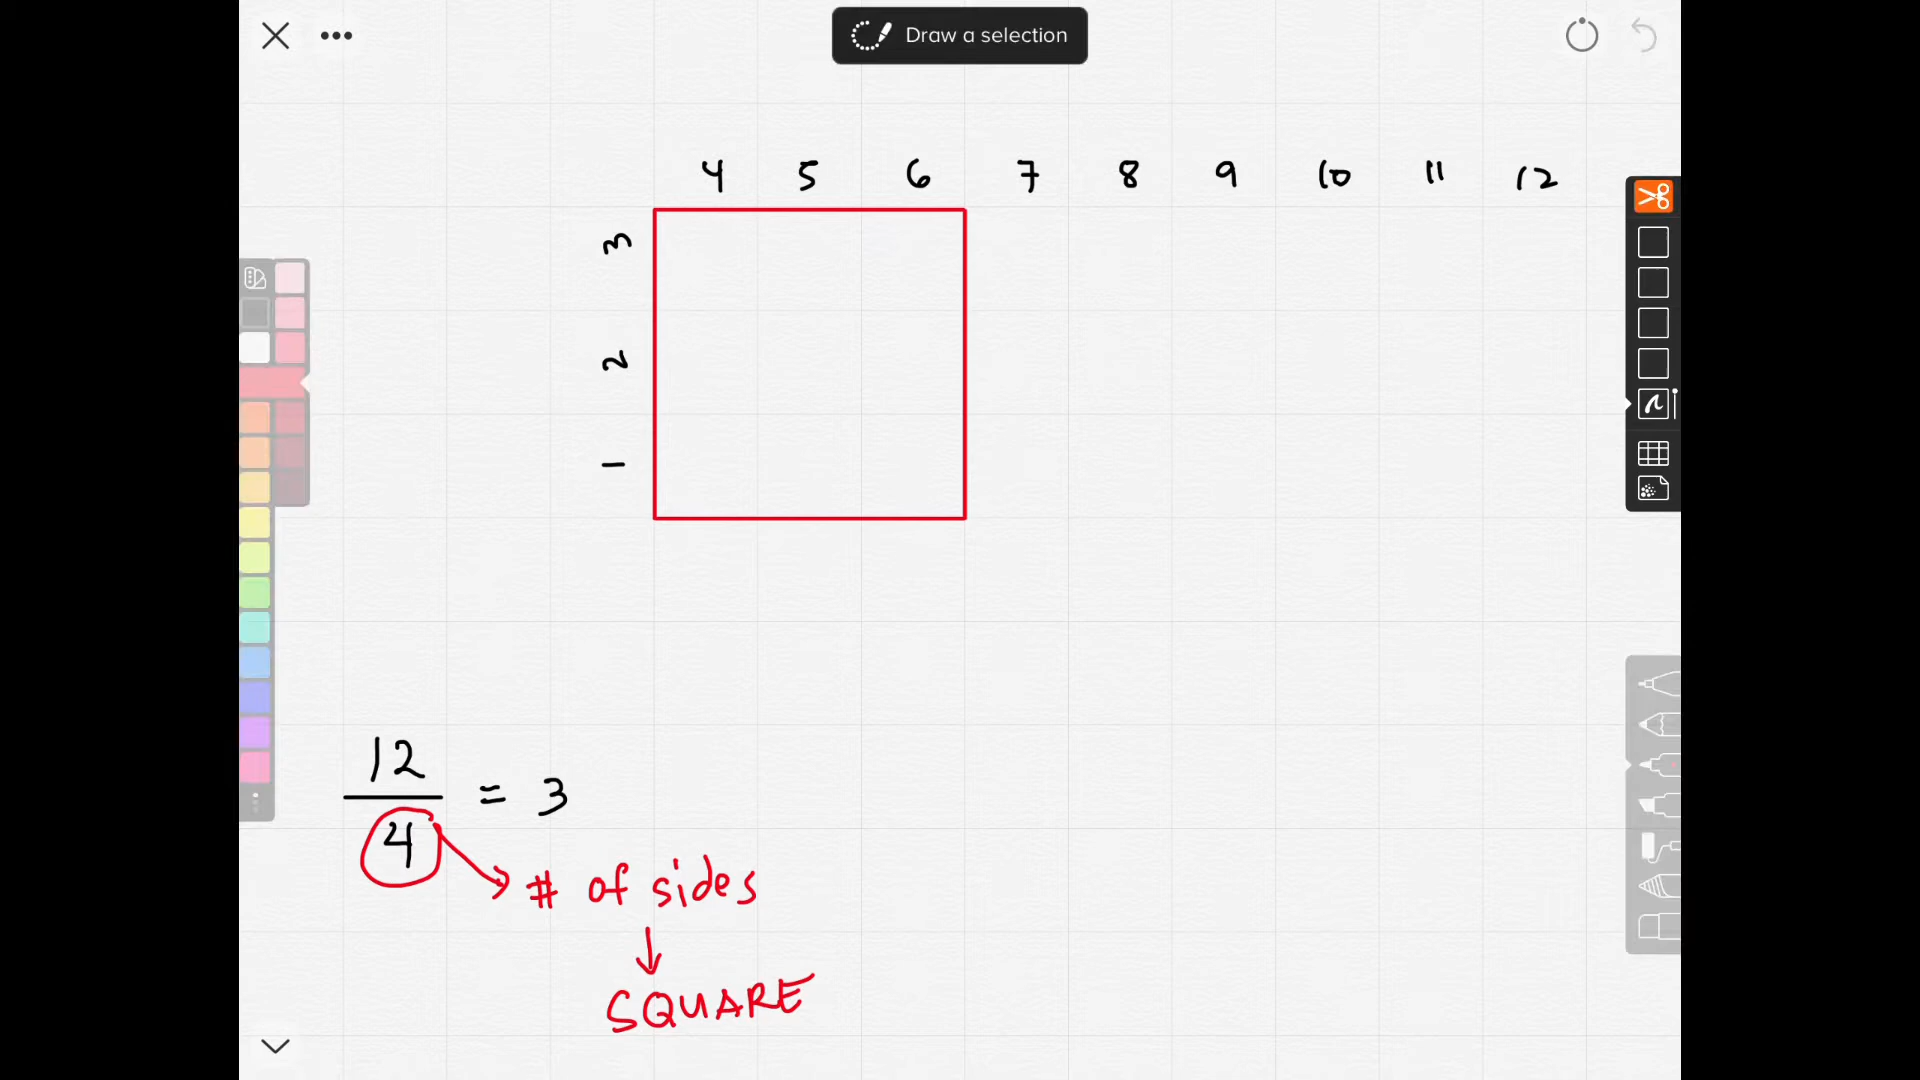 Draw a selection
4 5 6 7 8 9 10 11 12
3
2
1
12
4
= 3
# of sides
SQUARE